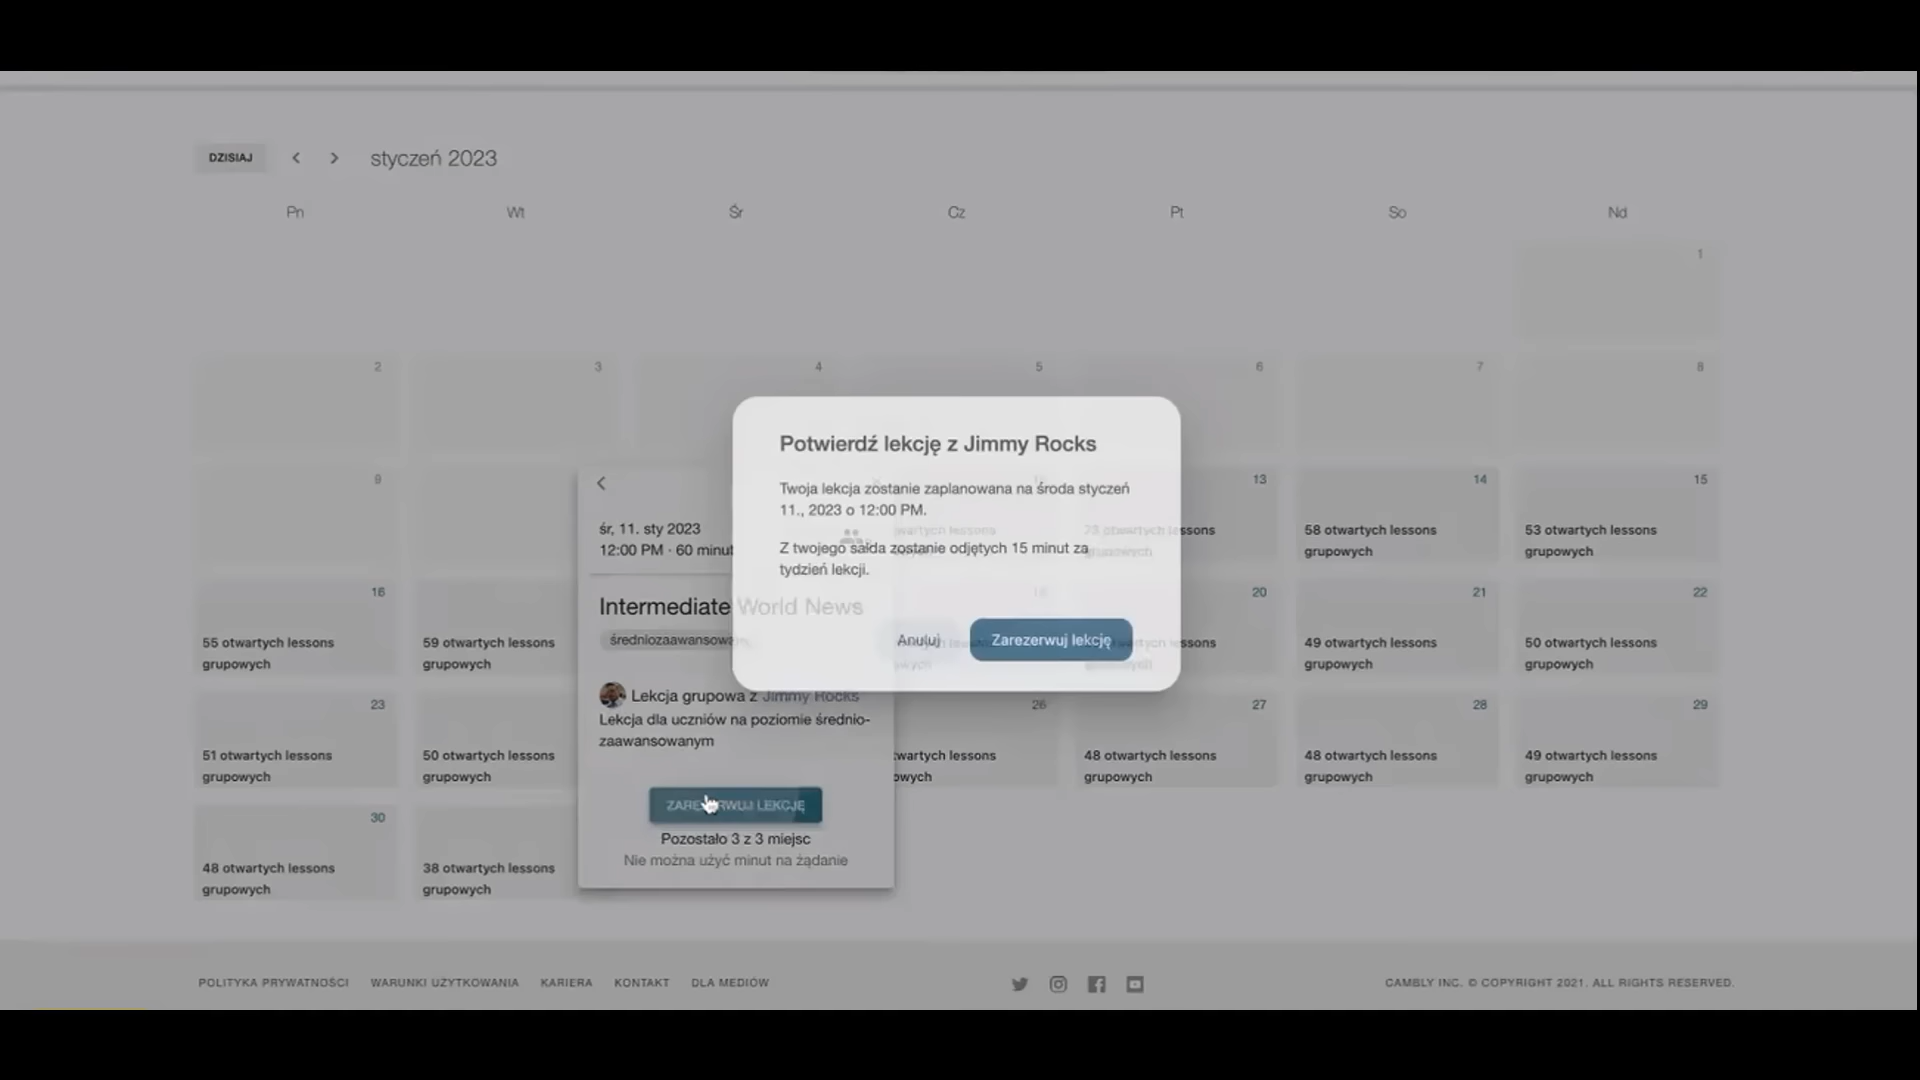 DZISIAJ
styczeń 2023
Pn Wt Śr Cz Pt So Nd
1
2 3 4 5 6 7 8
9 13 14 15
58 otwartych lessons
grupowych
53 otwartych lessons
grupowych
16 20 21 22
55 otwartych lessons
grupowych
59 otwartych lessons
grupowych
49 otwartych lessons
grupowych
50 otwartych lessons
grupowych
23 26 27 28 29
51 otwartych lessons
grupowych
50 otwartych lessons
grupowych
48 otwartych lessons
grupowych
48 otwartych lessons
grupowych
49 otwartych lessons
grupowych
30
48 otwartych lessons
grupowych
38 otwartych lessons
grupowych
śr, 11. sty 2023
12:00 PM · 60 minut
Intermediate World News
Lekcja grupowa z Jimmy Rocks
Lekcja dla uczniów na poziomie średnio-
zaawansowanym
ZAREZERWUJ LEKCJĘ
Pozostało 3 z 3 miejsc
Nie można użyć minut na żądanie
Potwierdź lekcję z Jimmy Rocks
Twoja lekcja zostanie zaplanowana na środa styczeń
11., 2023 o 12:00 PM.
Z twojego salda zostanie odjętych 15 minut za
tydzień lekcji.
Anuluj
Zarezerwuj lekcję
POLITYKA PRYWATNOŚCI WARUNKI UŻYTKOWANIA KARIERA KONTAKT DLA MEDIÓW
CAMBLY INC. © COPYRIGHT 2021. ALL RIGHTS RESERVED.